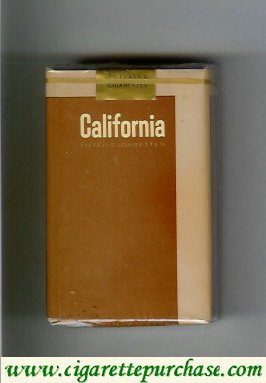 20 CLASS A
CIGARETTES
California
FILTER CIGARETTES
www.cigarettepurchase.com